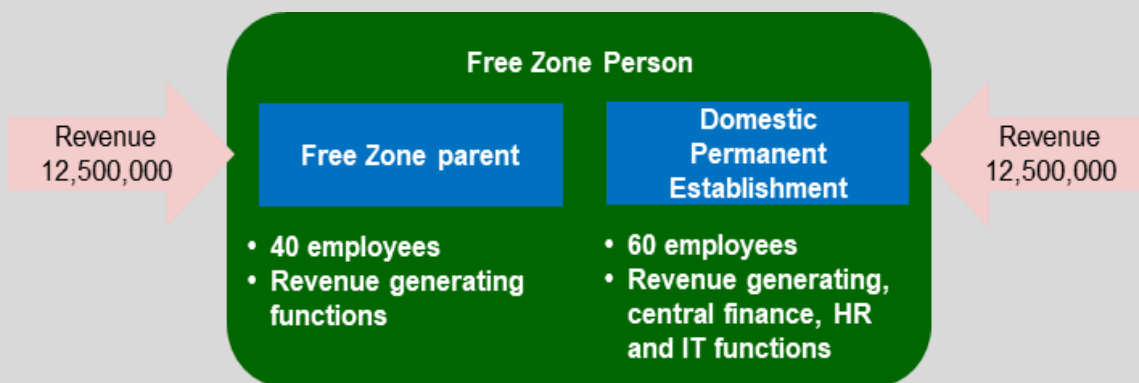 Free Zone Person
Revenue
12,500,000
Free Zone parent
Domestic
Permanent
Establishment
Revenue
12,500,000
• 40 employees
• Revenue generating
functions
• 60 employees
• Revenue generating,
central finance, HR
and IT functions